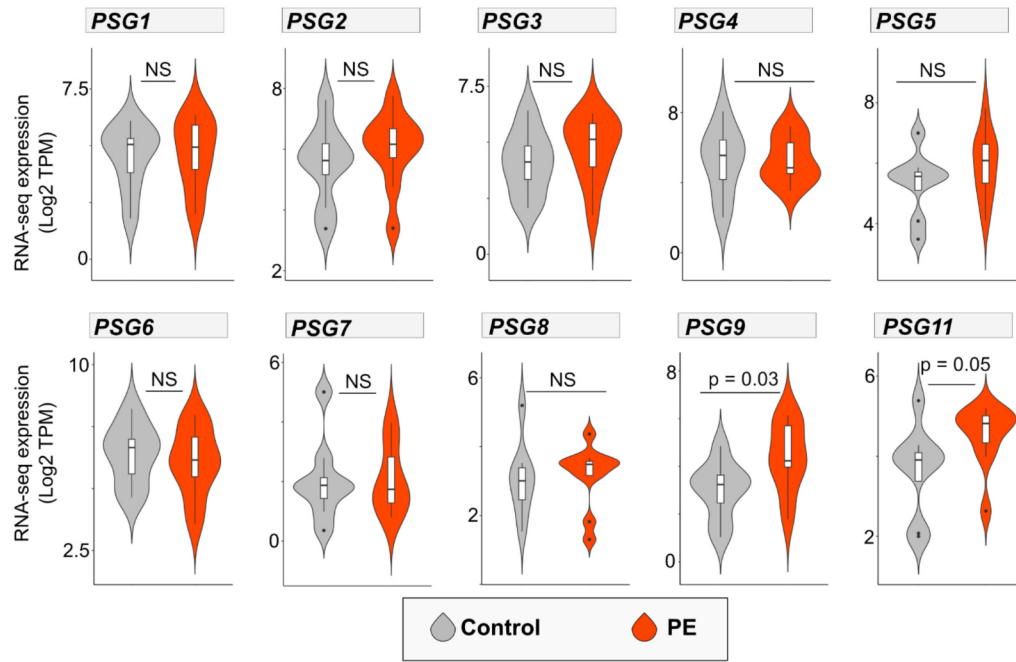 PSG1 PSG2 PSG3 PSG4 PSG5
RNA-seq expression
(Log2 TPM)
7.5
0
NS
8
2
NS
7.5
0
NS
8
4
0
NS
8
4
NS
PSG6 PSG7 PSG8 PSG9 PSG11
RNA-seq expression
(Log2 TPM)
10
2.5
NS
6
0
NS
6
2
NS
8
0
p = 0.03
6
2
p = 0.05
Control PE